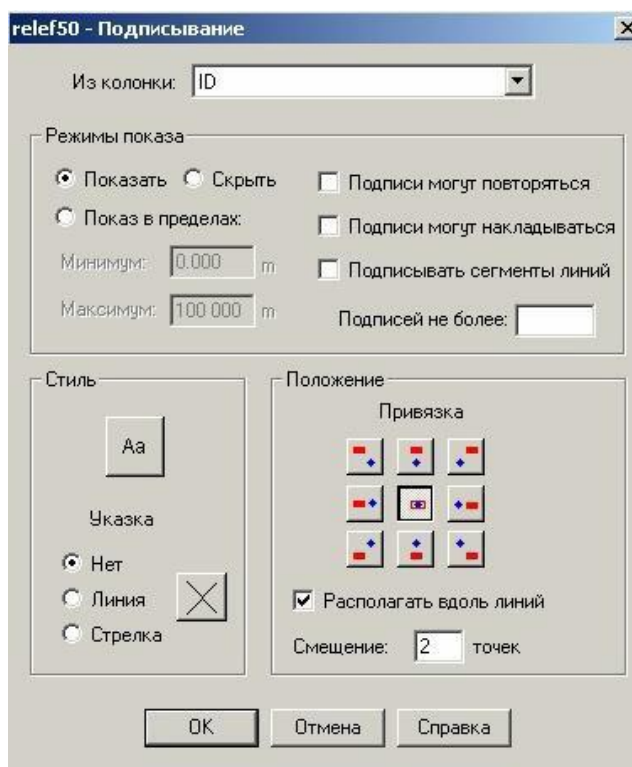 relef50 - Подписывание
Из колонки: ID
Режимы показа
Показать Скрыть
Показ в пределах:
Минимум: 0.000 m
Максимум: 100 000 m
Подписи могут повторяться
Подписи могут накладываться
Подписывать сегменты линий
Подписей не более:
Стиль
Aa
Указка
Нет
Линия
Стрелка
Положение
Привязка
Располагать вдоль линий
Смещение: 2 точек
OK Отмена Справка